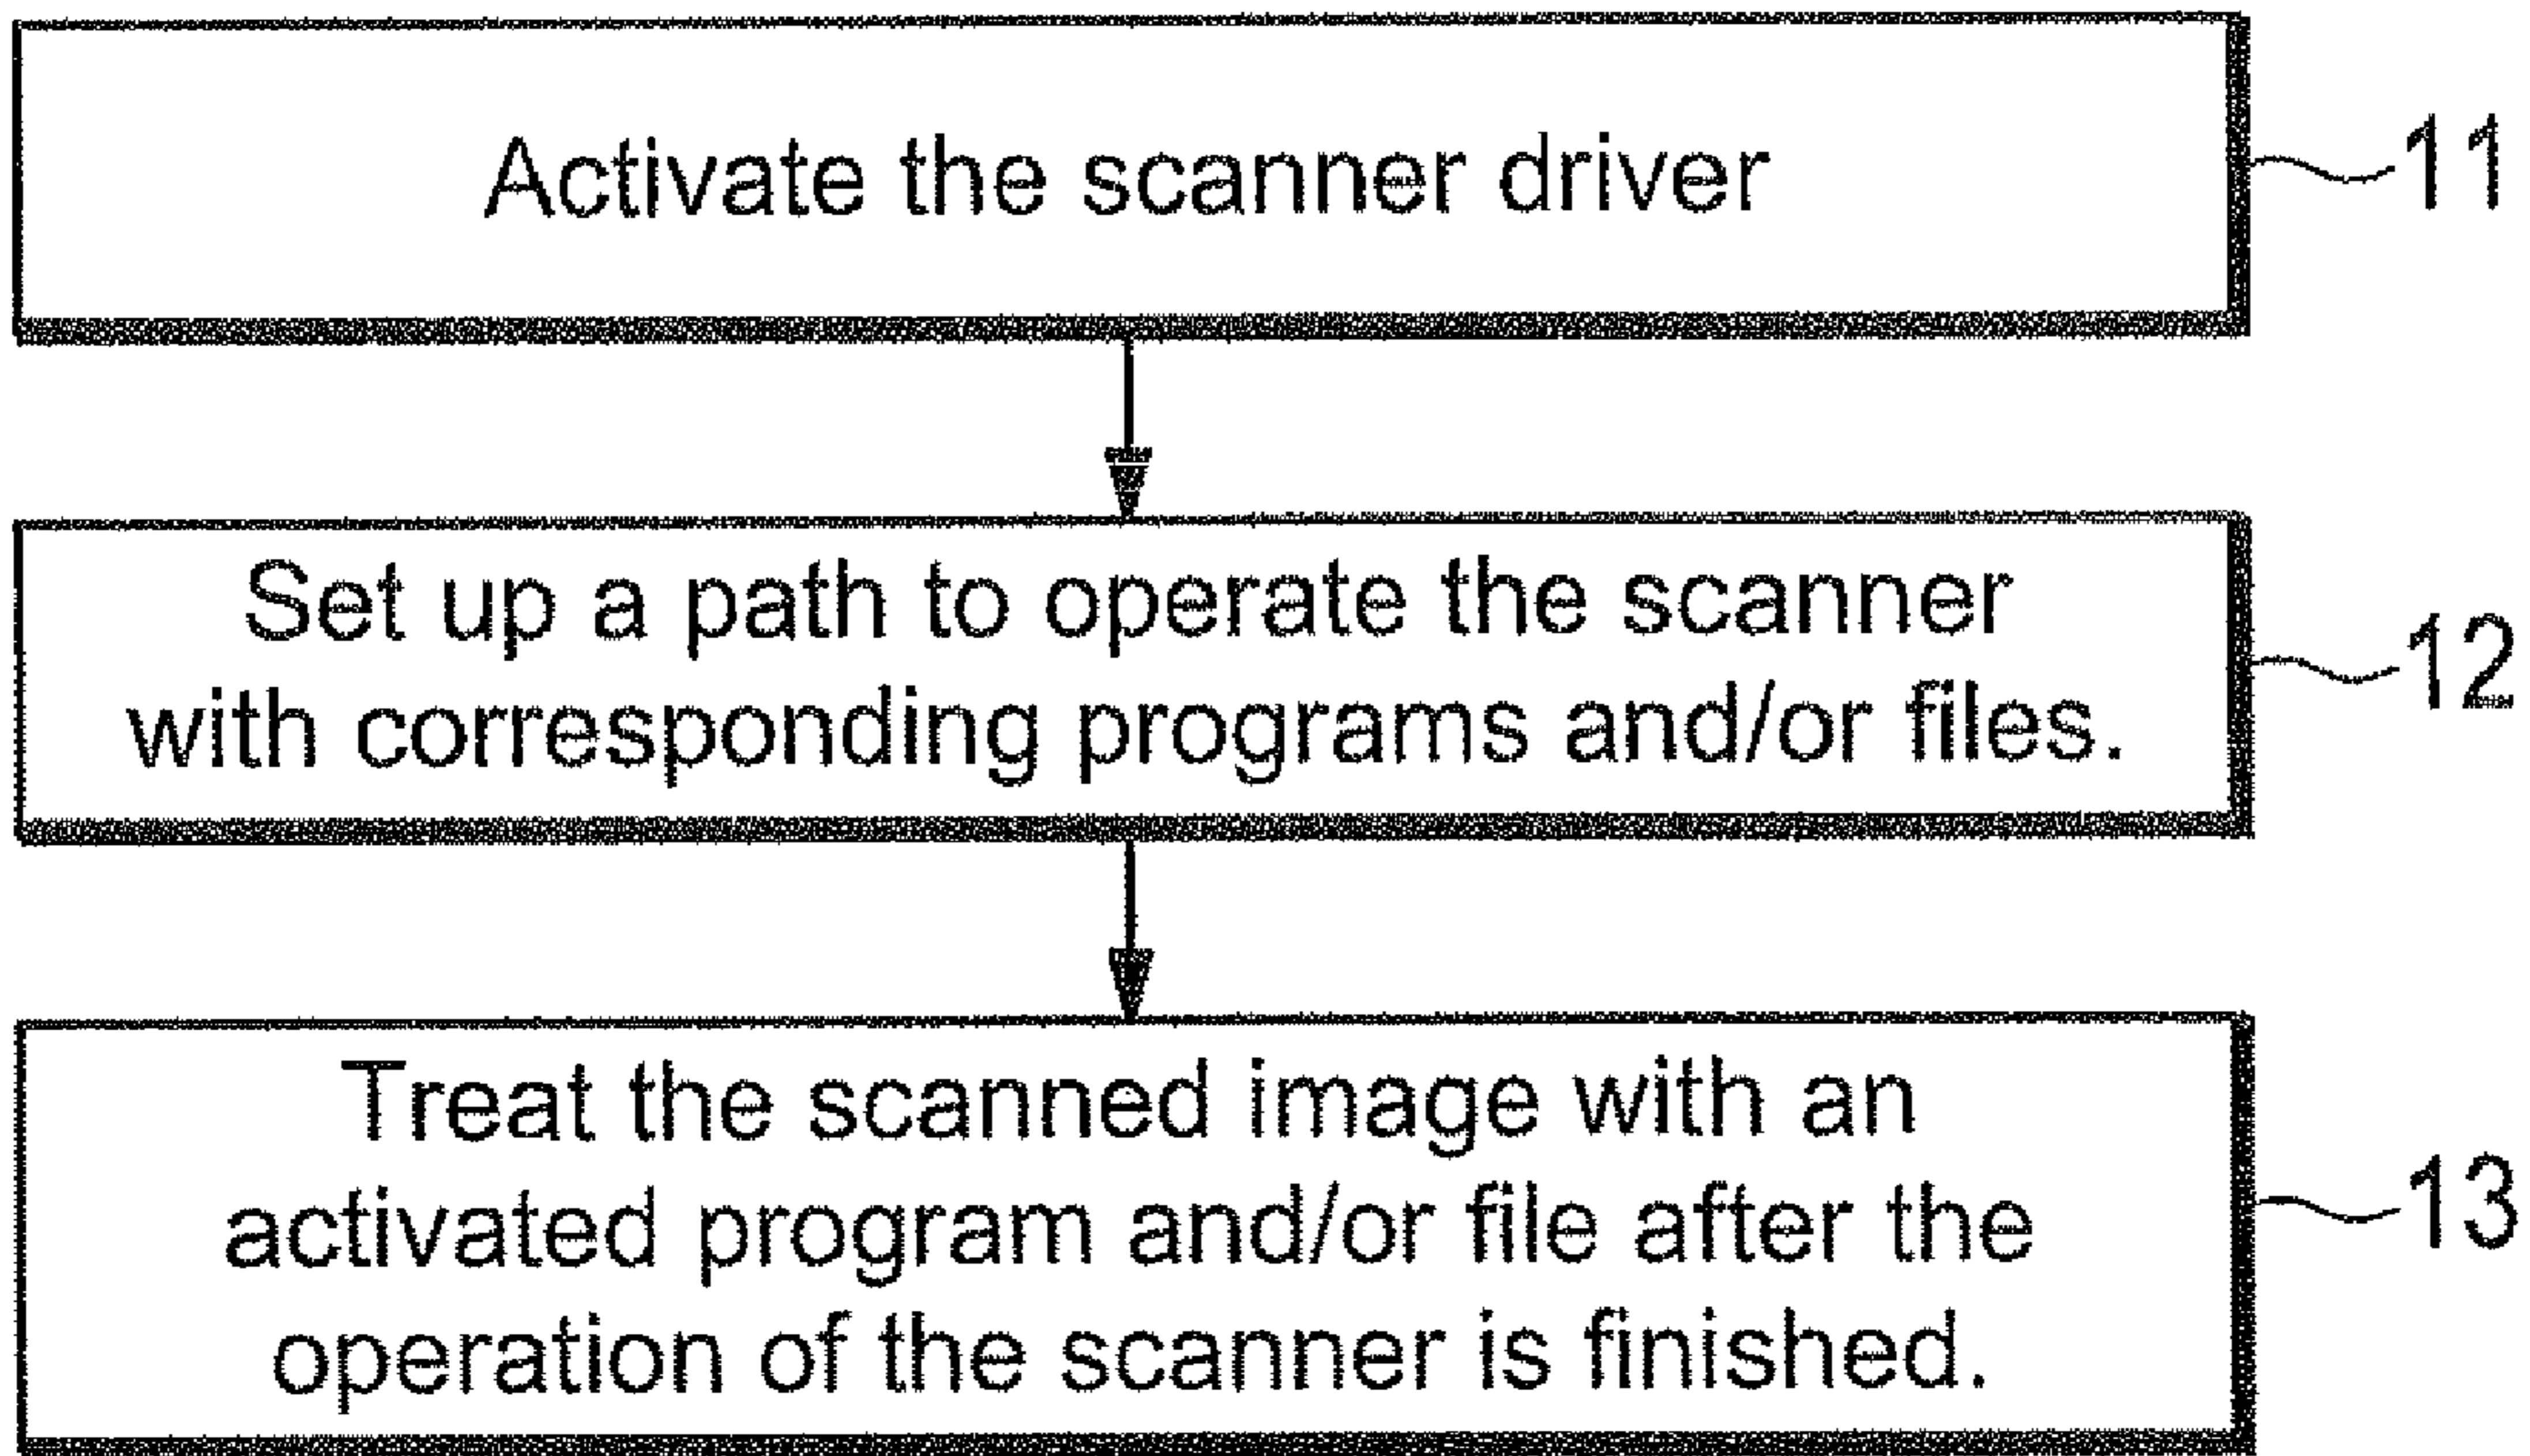 Activate the scanner driver
11
Set up a path to operate the scanner
with corresponding programs and/or files.
12
Treat the scanned image with an
activated program and/or file after the
operation of the scanner is finished.
13